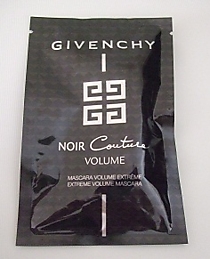 GIVENCHY
NOIR Couture
VOLUME
MASCARA VOLUME EXTRÊME
EXTREME VOLUME MASCARA